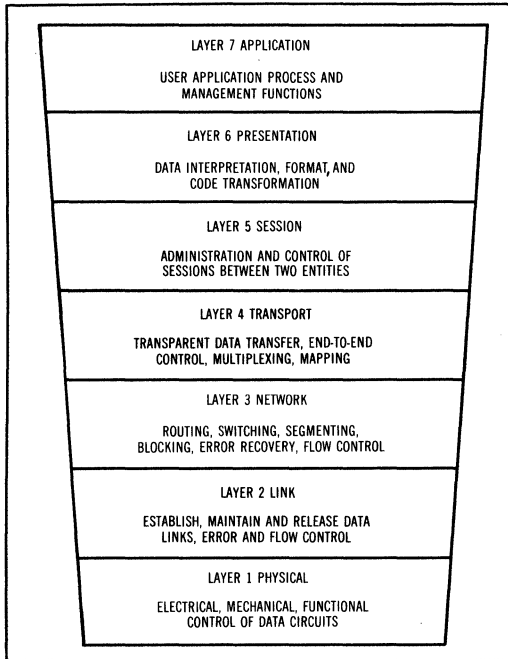 LAYER 7 APPLICATION
USER APPLICATION PROCESS AND
MANAGEMENT FUNCTIONS
LAYER 6 PRESENTATION
DATA INTERPRETATION, FORMAT, AND
CODE TRANSFORMATION
LAYER 5 SESSION
ADMINISTRATION AND CONTROL OF
SESSIONS BETWEEN TWO ENTITIES
LAYER 4 TRANSPORT
TRANSPARENT DATA TRANSFER, END-TO-END
CONTROL, MULTIPLEXING, MAPPING
LAYER 3 NETWORK
ROUTING, SWITCHING, SEGMENTING,
BLOCKING, ERROR RECOVERY, FLOW CONTROL
LAYER 2 LINK
ESTABLISH, MAINTAIN AND RELEASE DATA
LINKS, ERROR AND FLOW CONTROL
LAYER 1 PHYSICAL
ELECTRICAL, MECHANICAL, FUNCTIONAL
CONTROL OF DATA CIRCUITS